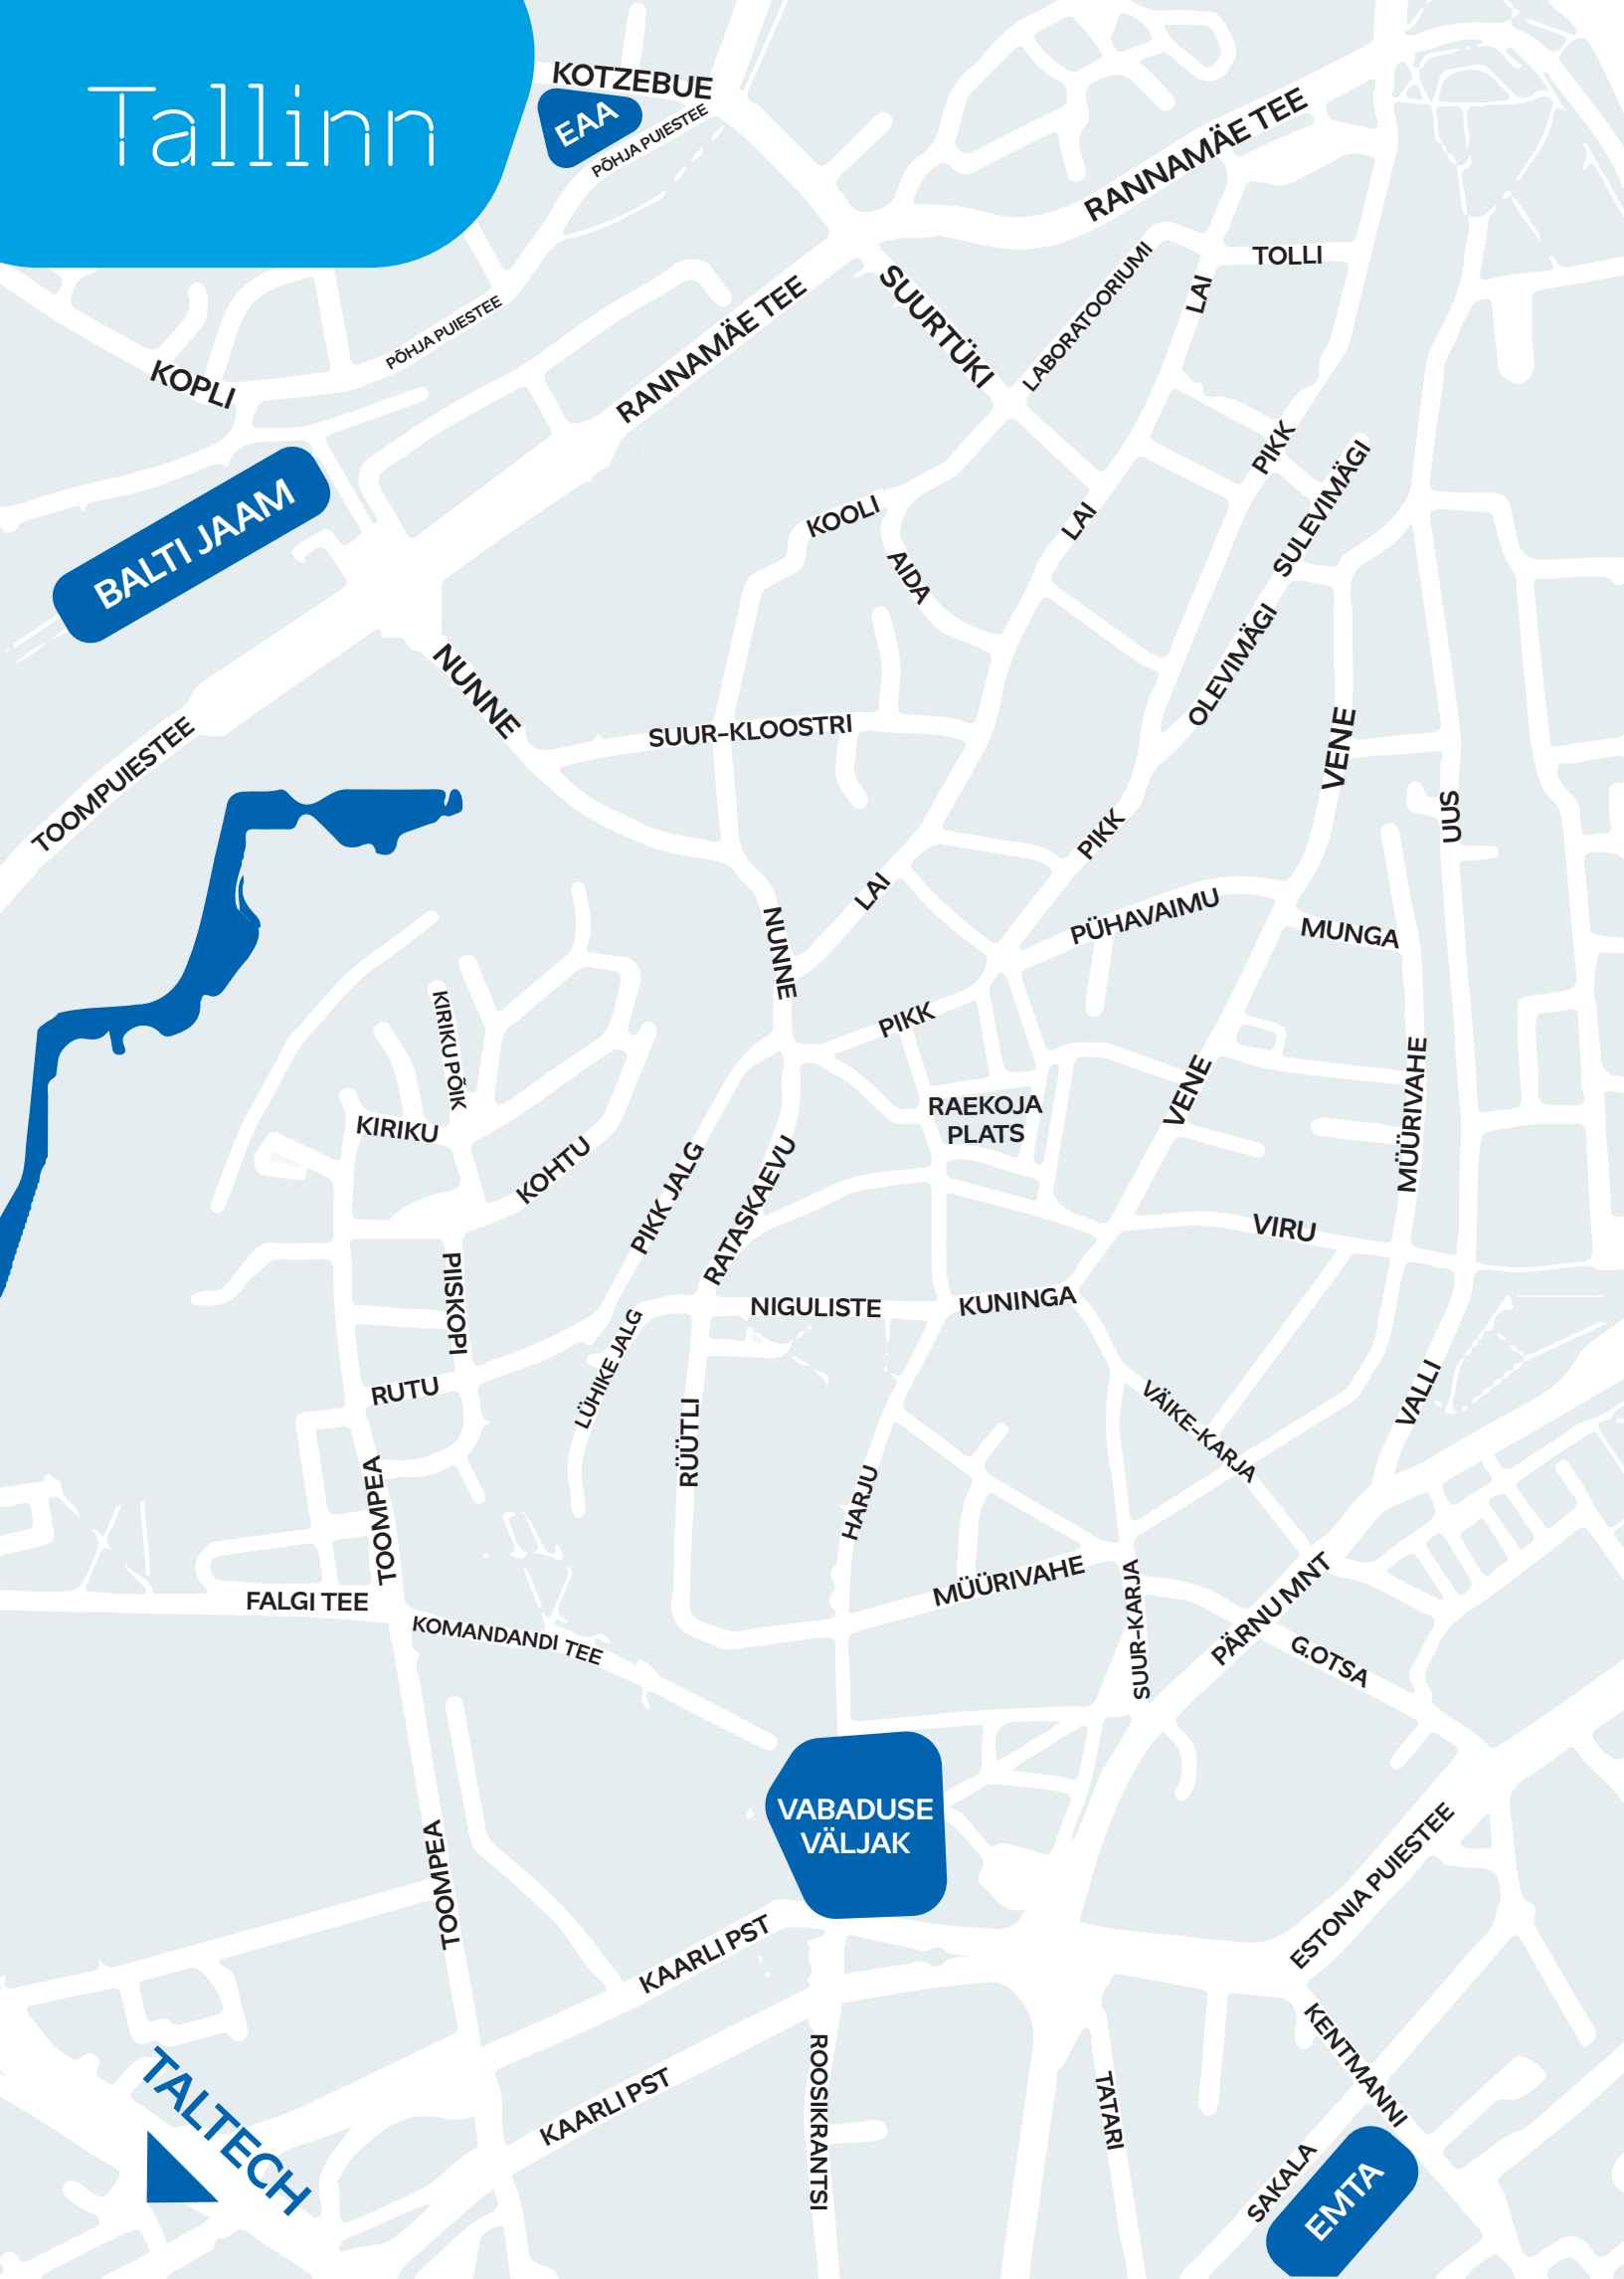 Tallinn
KOTZEBUE
EAA
PÕHJA PUIESTEE
RANNAMÄE TEE
TOLLI
LABORATOORIUMI
LAI
SUURTÜKI
RANNAMÄE TEE
PÕHJA PUIESTEE
KOPLI
PIKK
SULEVIMÄGI
BALTI JAAM
KOOLI
LAI
AIDA
OLEVIMÄGI
NUNNE
SUUR-KLOOSTRI
VENE
TOOMPUIESTEE
PIKK
UUS
LAI
PÜHAVAIMU
MUNGA
NUNNE
PIKK
KIRIKU PÕIK
VENE
MÜÜRIVAHE
RAEKOJA
PLATS
KIRIKU
KOHTU
PIKK JALG
RATASKAEVU
VIRU
PIISKOPI
NIGULISTE
KUNINGA
LÜHIKE JALG
RUTU
VALLI
VÄIKE-KARJA
RÜÜTLI
HARJU
TOOMPEA
MÜÜRIVAHE
FALGI TEE
KOMANDANDI TEE
SUUR-KARJA
PÄRNU MNT
G.OTSA
VABADUSE
VÄLJAK
TOOMPEA
ESTONIA PUIESTEE
KAARLI PST
KENTMANNI
KAARLI PST
ROOSIKRANTSI
TATARI
TALTECH
SAKALA
EMTA